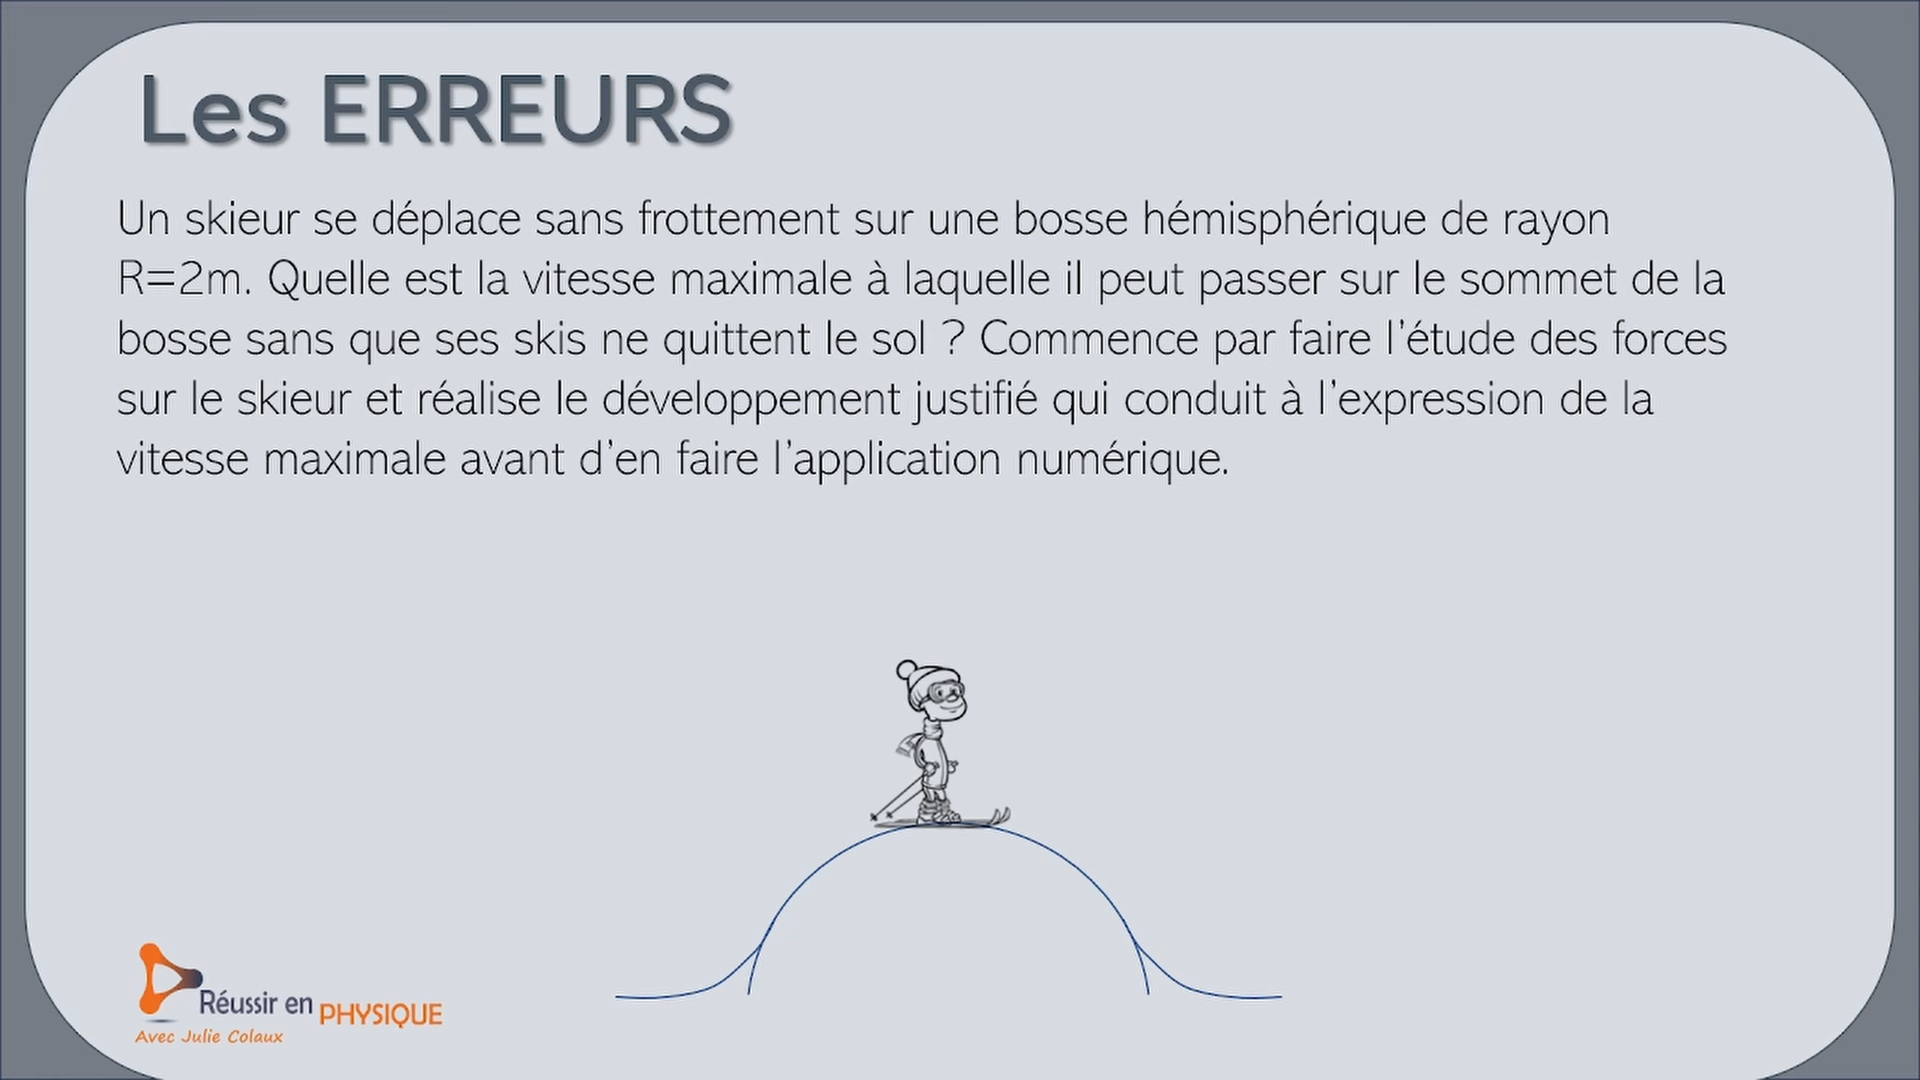 Les ERREURS
Un skieur se déplace sans frottement sur une bosse hémisphérique de rayon
R=2m. Quelle est la vitesse maximale à laquelle il peut passer sur le sommet de la
bosse sans que ses skis ne quittent le sol ? Commence par faire l'étude des forces
sur le skieur et réalise le développement justifié qui conduit à l'expression de la
vitesse maximale avant d'en faire l'application numérique.
Réussir en PHYSIQUE
Avec Julie Colaux